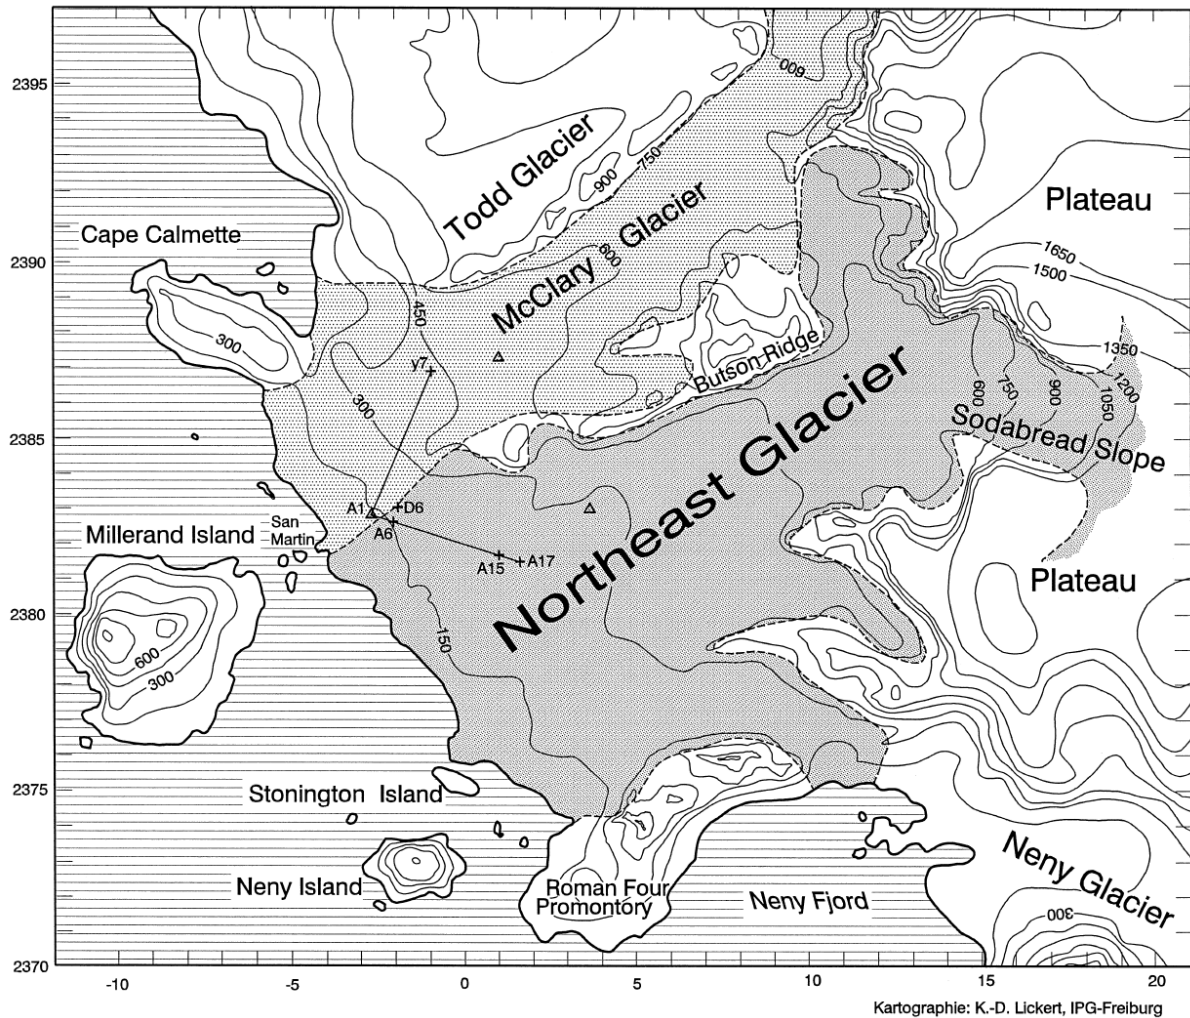 2395
600
900
750
Todd Glacier
Plateau
Cape Calmette
McClary Glacier
600
1650
1500
2390
450
300
y7
Butson Ridge
1350
1200
1050
900
750
600
300
Northeast Glacier
2385
Sodabread Slope
A1
D6
A6
San
Martin
Millerand Island
A15
A17
Plateau
2380
150
600
300
2375
Stonington Island
Neny Island
Roman Four
Promontory
Neny Fjord
Neny Glacier
300
2370
-10
-5
0
5
10
15
20
Kartographie: K.-D. Lickert, IPG-Freiburg